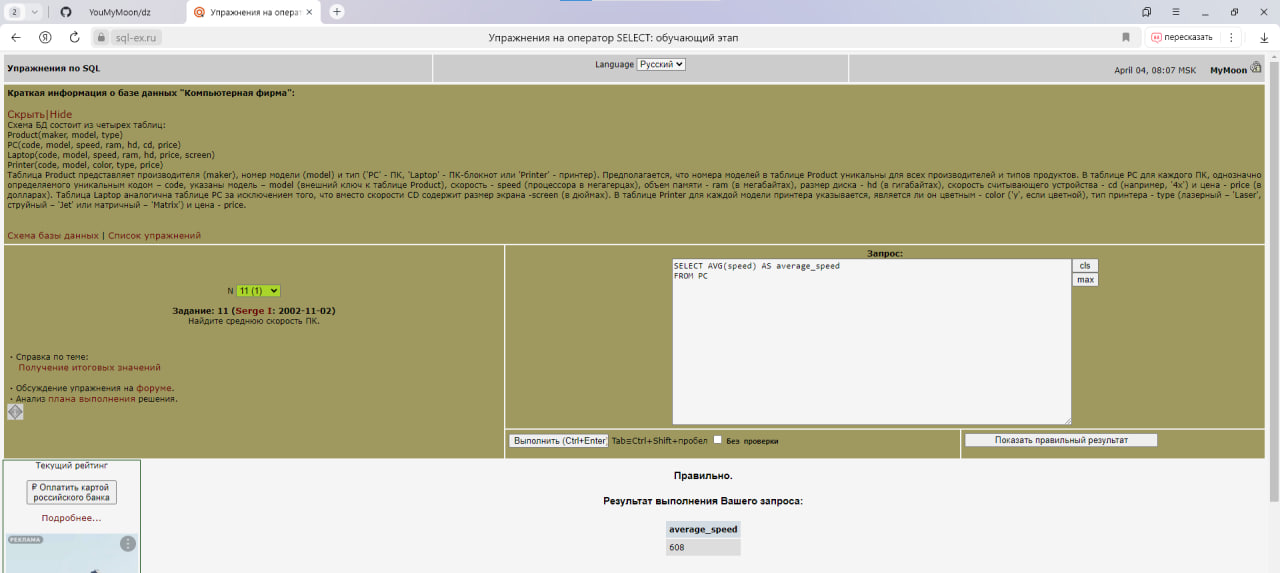 2
YouMyMoon/dz
Упражнения на операт
sql-ex.ru
Упражнения на оператор SELECT: обучающий этап
пересказать
Упражнения по SQL
Language Русский
April 04, 08:07 MSK MyMoon
Краткая информация о базе данных "Компьютерная фирма":
Скрыть|Hide
Схема БД состоит из четырех таблиц:
Product(maker, model, type)
PC(code, model, speed, ram, hd, cd, price)
Laptop(code, model, speed, ram, hd, price, screen)
Printer(code, model, color, type, price)
Таблица Product представляет производителя (maker), номер модели (model) и тип ('PC' - ПК, 'Laptop' - ПК-блокнот или 'Printer' - принтер). Предполагается, что номера моделей в таблице Product уникальны для всех производителей и типов продуктов. В таблице PC для каждого ПК, однозначно
определяемого уникальным кодом – code, указаны модель – model (внешний ключ к таблице Product), скорость - speed (процессора в мегагерцах), объем памяти - ram (в мегабайтах), размер диска - hd (в гигабайтах), скорость считывающего устройства - cd (например, '4x') и цена - price (в
долларах). Таблица Laptop аналогична таблице PC за исключением того, что вместо скорости CD содержит размер экрана -screen (в дюймах). В таблице Printer для каждой модели принтера указывается, является ли он цветным - color ('y', если цветной), тип принтера - type (лазерный – 'Laser',
струйный – 'Jet' или матричный – 'Matrix') и цена - price.
Схема базы данных | Список упражнений
Запрос:
SELECT AVG(speed) AS average_speed
FROM PC
cls
max
N 11 (1)
Задание: 11 (Serge I: 2002-11-02)
Найдите среднюю скорость ПК.
· Справка по теме:
Получение итоговых значений
· Обсуждение упражнения на форуме.
· Анализ плана выполнения решения.
Выполнить (Ctrl+Enter) Tab≡Ctrl+Shift+пробел Без проверки
Показать правильный результат
Текущий рейтинг
₽ Оплатить картой
российского банка
Подробнее...
РЕКЛАМА
Правильно.
Результат выполнения Вашего запроса:
average_speed
608